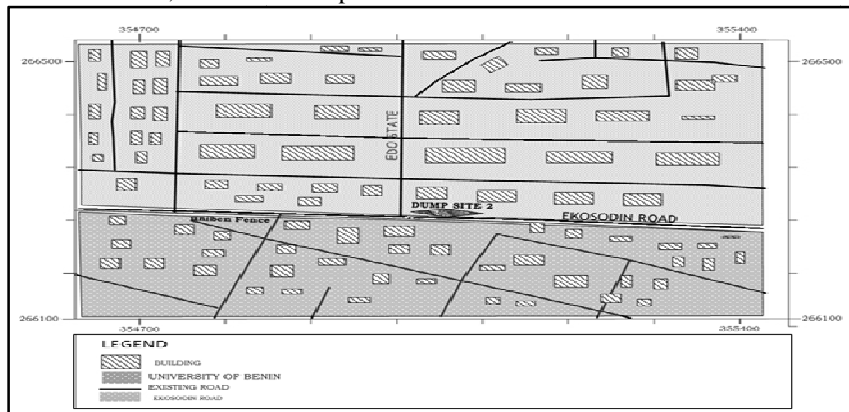 354700 355400
266500 266500
EDO STATE
DUMP SITE 2
Uniben Fence EKOSODIN ROAD
266100 266100
354700 355400
LEGEND
BUILDING
UNIVERSITY OF BENIN
EXISTING ROAD
EKOSODIN ROAD